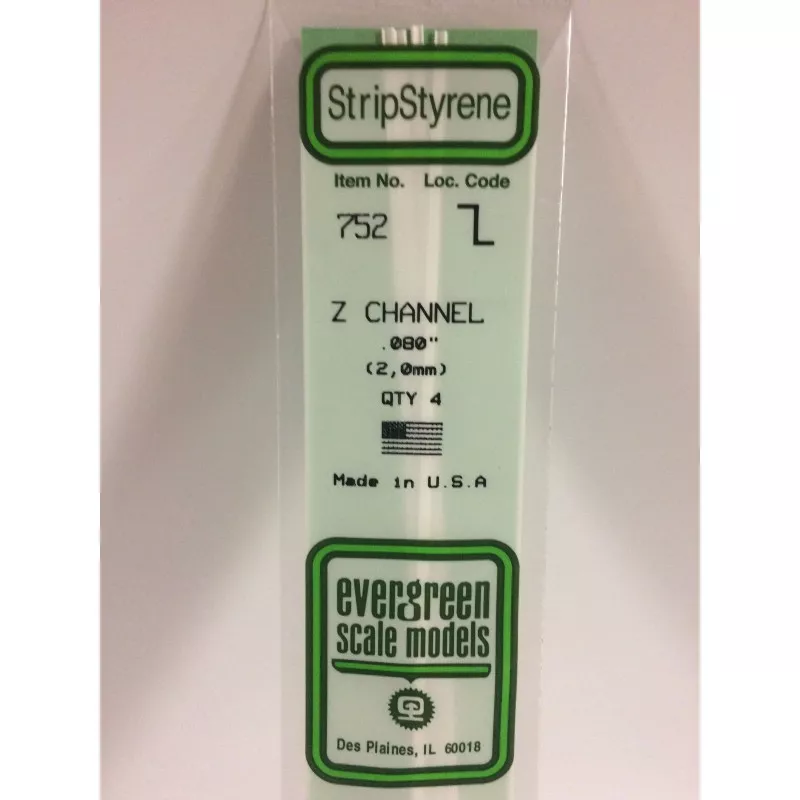 StripStyrene
Item No. Loc. Code
752
Z CHANNEL
.080"
(2,0mm)
QTY 4
Made in U.S.A
evergreen
scale models
Des Plaines, IL 60018